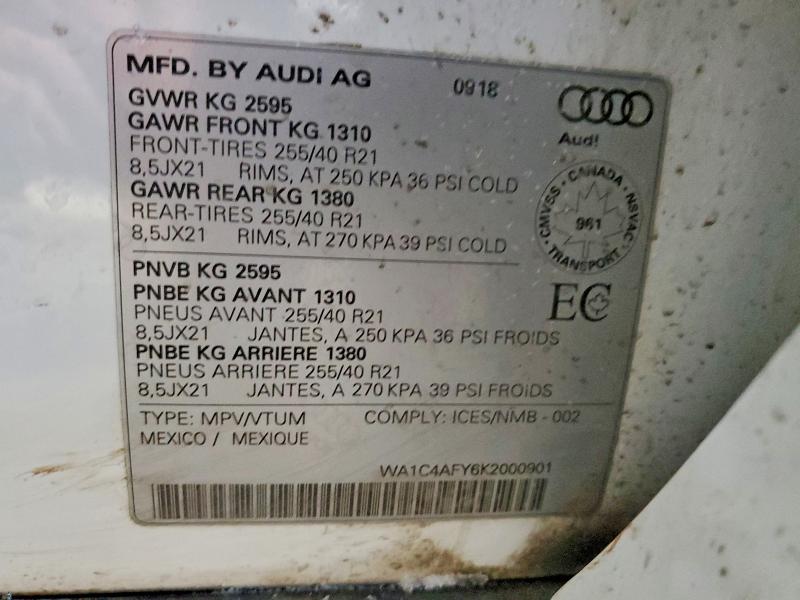 MFD. BY AUDI AG 0918
Audi
GVWR KG 2595
GAWR FRONT KG 1310
FRONT-TIRES 255/40 R21
8,5JX21 RIMS, AT 250 KPA 36 PSI COLD
GAWR REAR KG 1380
REAR-TIRES 255/40 R21
8,5JX21 RIMS, AT 270 KPA 39 PSI COLD
CMVSS · CANADA · NSVAC
961
TRANSPORT
PNVB KG 2595
PNBE KG AVANT 1310
PNEUS AVANT 255/40 R21
8,5JX21 JANTES, A 250 KPA 36 PSI FROIDS
PNBE KG ARRIERE 1380
PNEUS ARRIERE 255/40 R21
8,5JX21 JANTES, A 270 KPA 39 PSI FROIDS
EC
TYPE: MPV/VTUM COMPLY: ICES/NMB - 002
MEXICO / MEXIQUE
WA1C4AFY6K2000901